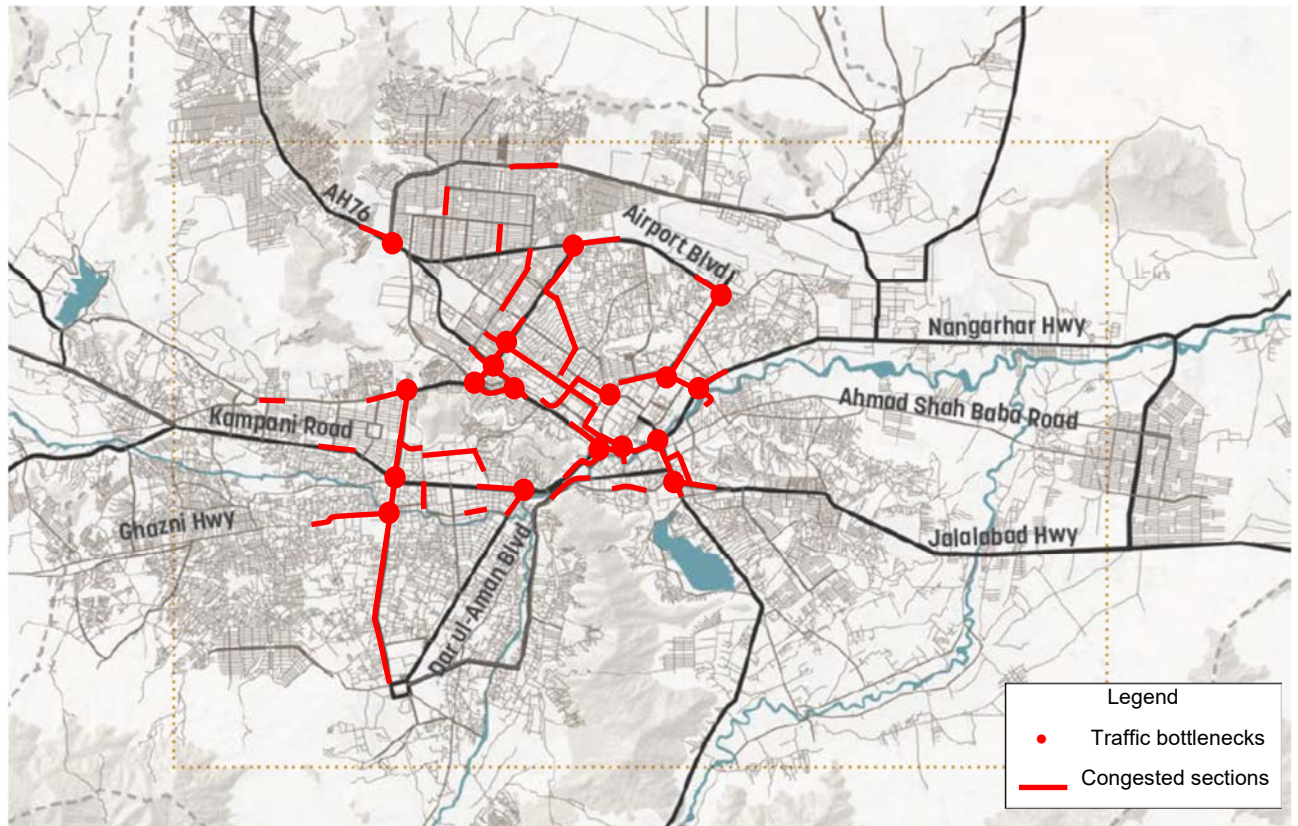 AH76
Airport Blvd
Nangarhar Hwy
Ahmad Shah Baba Road
Kampani Road
Ghazni Hwy
Jalalabad Hwy
Dar ul-Aman Blvd
Legend
Traffic bottlenecks
Congested sections